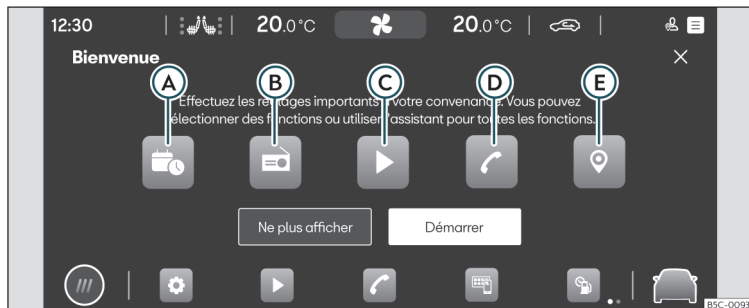 12:30 20.0°C 20.0°C
Bienvenue
A B C D E
Effectuez les réglages importants à votre convenance. Vous pouvez
sélectionner des fonctions ou utiliser l'assistant pour toutes les fonctions.
Ne plus afficher Démarrer
B5C-0093